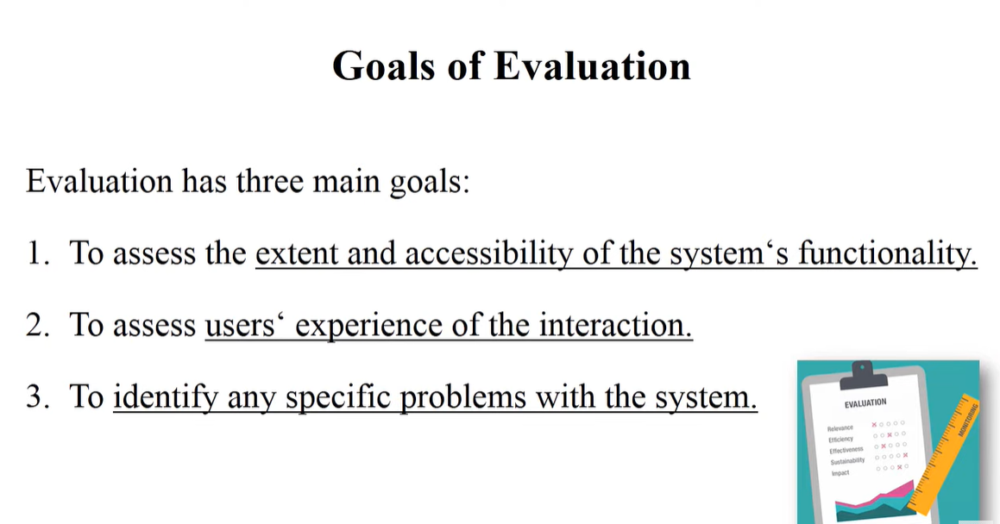 Goals of Evaluation
Evaluation has three main goals:
1. To assess the extent and accessibility of the system‘s functionality.
2. To assess users‘ experience of the interaction.
3. To identify any specific problems with the system.
EVALUATION
Relevance
Efficiency
Effectiveness
Sustainability
Impact
MONITORING